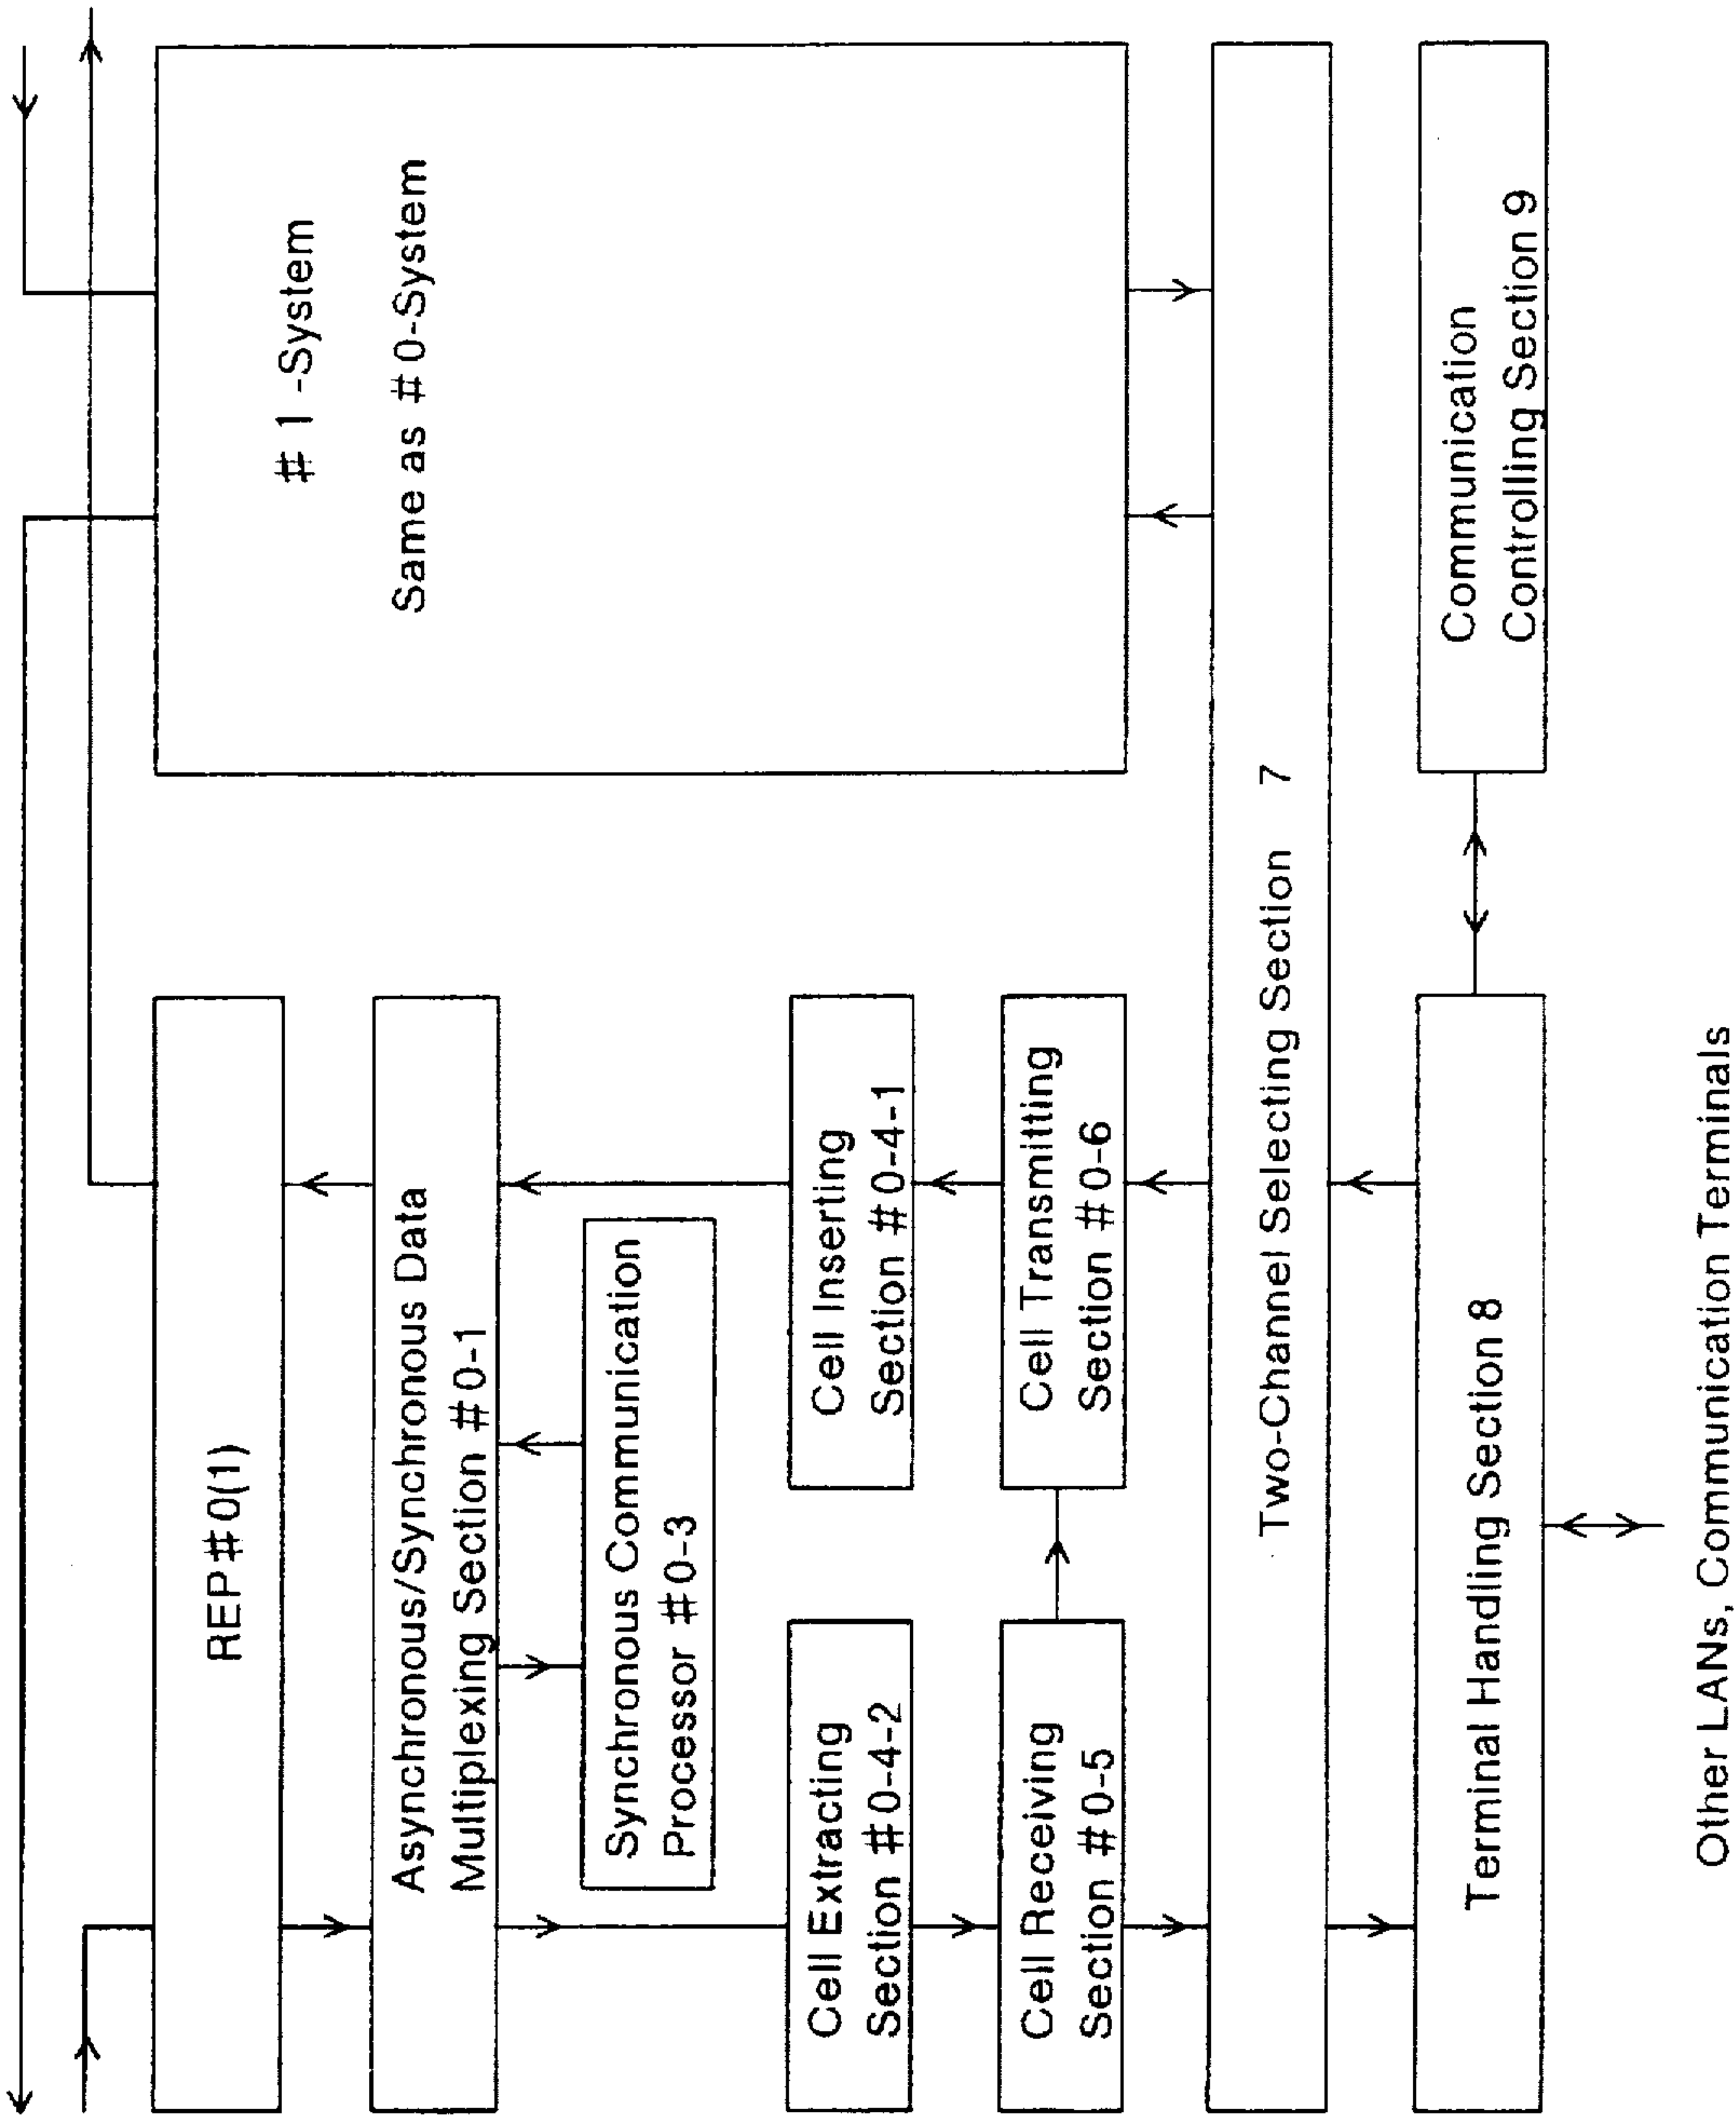 REP#0(1)
Asynchronous/Synchronous Data
Multiplexing Section #0-1
Synchronous Communication
Processor #0-3
Cell Extracting
Section #0-4-2
Cell Inserting
Section #0-4-1
Cell Receiving
Section #0-5
Cell Transmitting
Section #0-6
#1-System
Same as #0-System
Two-Channel Selecting Section 7
Terminal Handling Section 8
Communication
Controlling Section 9
Other LANs, Communication Terminals